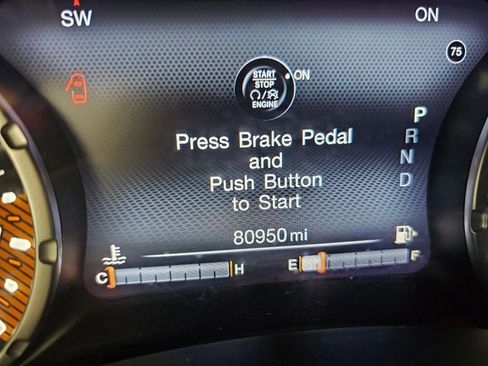 SW
ON
75
START
STOP
ENGINE
ON
Press Brake Pedal
and
Push Button
to Start
P
R
N
D
80950 mi
C H
E F